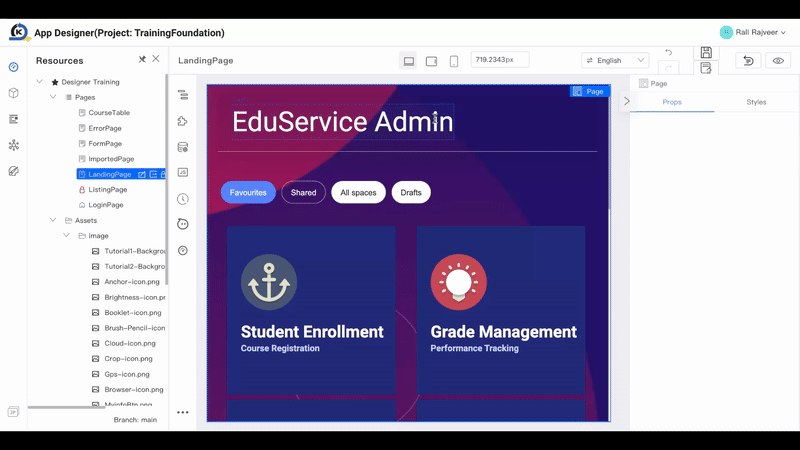 App Designer(Project: TrainingFoundation)
Rall Rajveer
Resources
LandingPage
719.2343px
English
Designer Training
Pages
CourseTable
ErrorPage
FormPage
ImportedPage
LandingPage
ListingPage
LoginPage
Assets
image
Tutorial1-Backgrou
Tutorial2-Backgrou
Anchor-icon.png
Brightness-icon.pr
Booklet-icon.png
Brush-Pencil-icon
Cloud-icon.png
Crop-icon.png
Gps-icon.png
Browser-icon.png
MyinfoBtn.png
Branch: main
Page
EduService Admin
Favourites
Shared
All spaces
Drafts
Student Enrollment
Course Registration
Grade Management
Performance Tracking
Page
Props
Styles